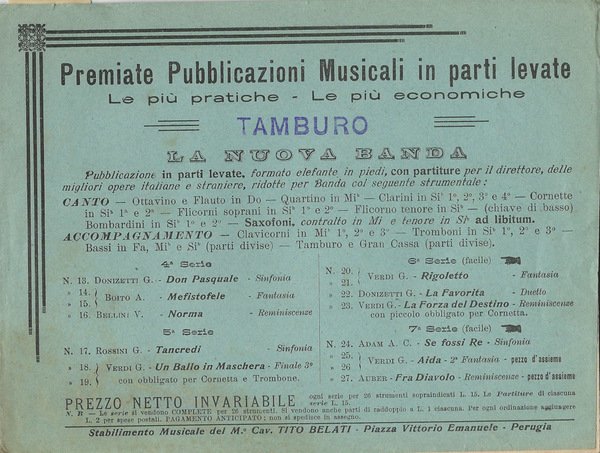 Premiate Pubblicazioni Musicali in parti levate
Le più pratiche - Le più economiche
TAMBURO
LA NUOVA BANDA
Pubblicazione in parti levate, formato elefante in piedi, con partiture per il direttore, delle
migliori opere italiane e straniere, ridotte per Banda col seguente strumentale:
CANTO — Ottavino e Flauto in Do — Quartino in Mi♭ — Clarini in Si♭ 1°, 2°, 3° e 4° — Cornette
in Si♭ 1ª e 2ª — Flicorni soprani in Si♭ 1° e 2° — Flicorno tenore in Si♭ — (chiave di basso)
Bombardini in Si♭ 1° e 2° — Saxofoni, contralto in Mi e tenore in Si♭ ad libitum.
ACCOMPAGNAMENTO — Clavicorni in Mi♭ 1°, 2° e 3° — Tromboni in Si♭ 1°, 2° e 3° —
Bassi in Fa, Mi♭ e Si♭ (parti divise) — Tamburo e Gran Cassa (parti divise).
4ª Serie
N. 13. DONIZETTI G. - Don Pasquale - Sinfonia
» 14.
» 15. BOITO A. - Mefistofele - Fantasia
» 16. BELLINI V. - Norma - Reminiscenze
5ª Serie
N. 17. ROSSINI G. - Tancredi - Sinfonia
» 18. VERDI G. - Un Ballo in Maschera - Finale 3°
» 19. con obbligato per Cornetta e Trombone.
6ª Serie (facile)
N. 20.
» 21. VERDI G. - Rigoletto - Fantasia
» 22. DONIZETTI G. - La Favorita - Duetto
» 23. VERDI G. - La Forza del Destino - Reminiscenze
con piccolo obbligato per Cornetta.
7ª Serie (facile)
N. 24. ADAM A. C. - Se fossi Re - Sinfonia
» 25.
» 26 VERDI G. - Aida - 2ª Fantasia - pezzo d'assieme
» 27. AUBER - Fra Diavolo - Reminiscenze - pezzo d'assieme
PREZZO NETTO INVARIABILE ogni serie per 26 strumenti sopraindicati L. 15. Le Partiture di ciascuna
serie L. 15.
N. B - Le serie si vendono COMPLETE per 26 strumenti. Si vendono anche parti di raddoppio a L. 1 ciascuna. Per ogni ordinazione aggiungere
L. 2 per spese postali. PAGAMENTO ANTICIPATO: non si spedisce in assegno.
Stabilimento Musicale del M.° Cav. TITO BELATI - Piazza Vittorio Emanuele - Perugia